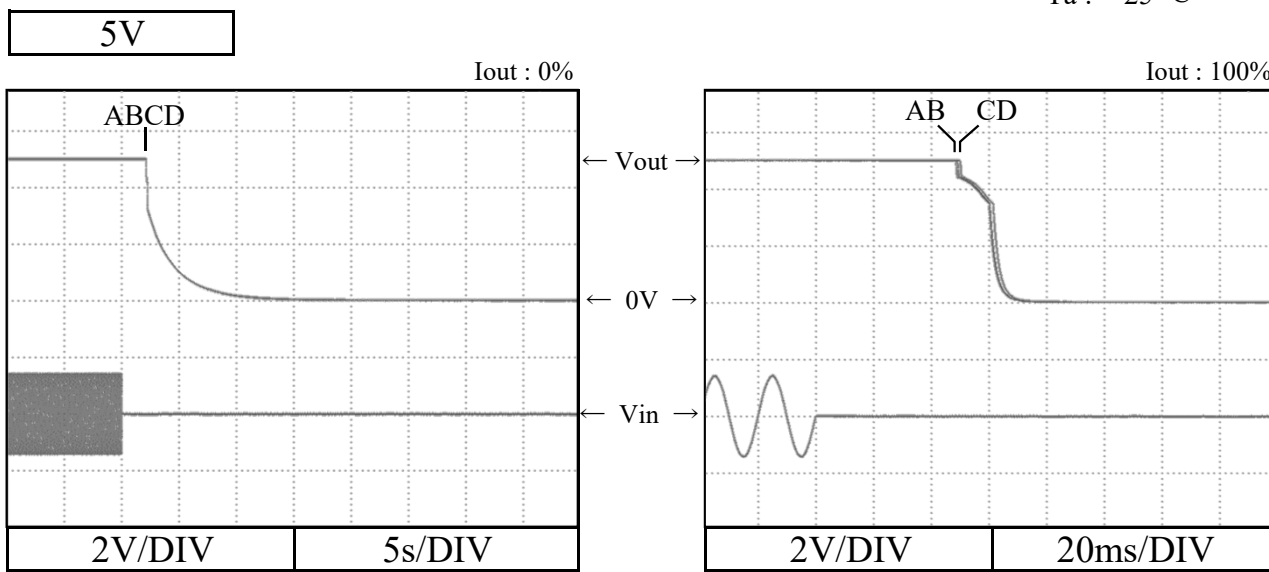 5V
Iout : 0%
Iout : 100%
ABCD
AB
CD
← Vout →
← 0V →
← Vin →
2V/DIV
5s/DIV
2V/DIV
20ms/DIV